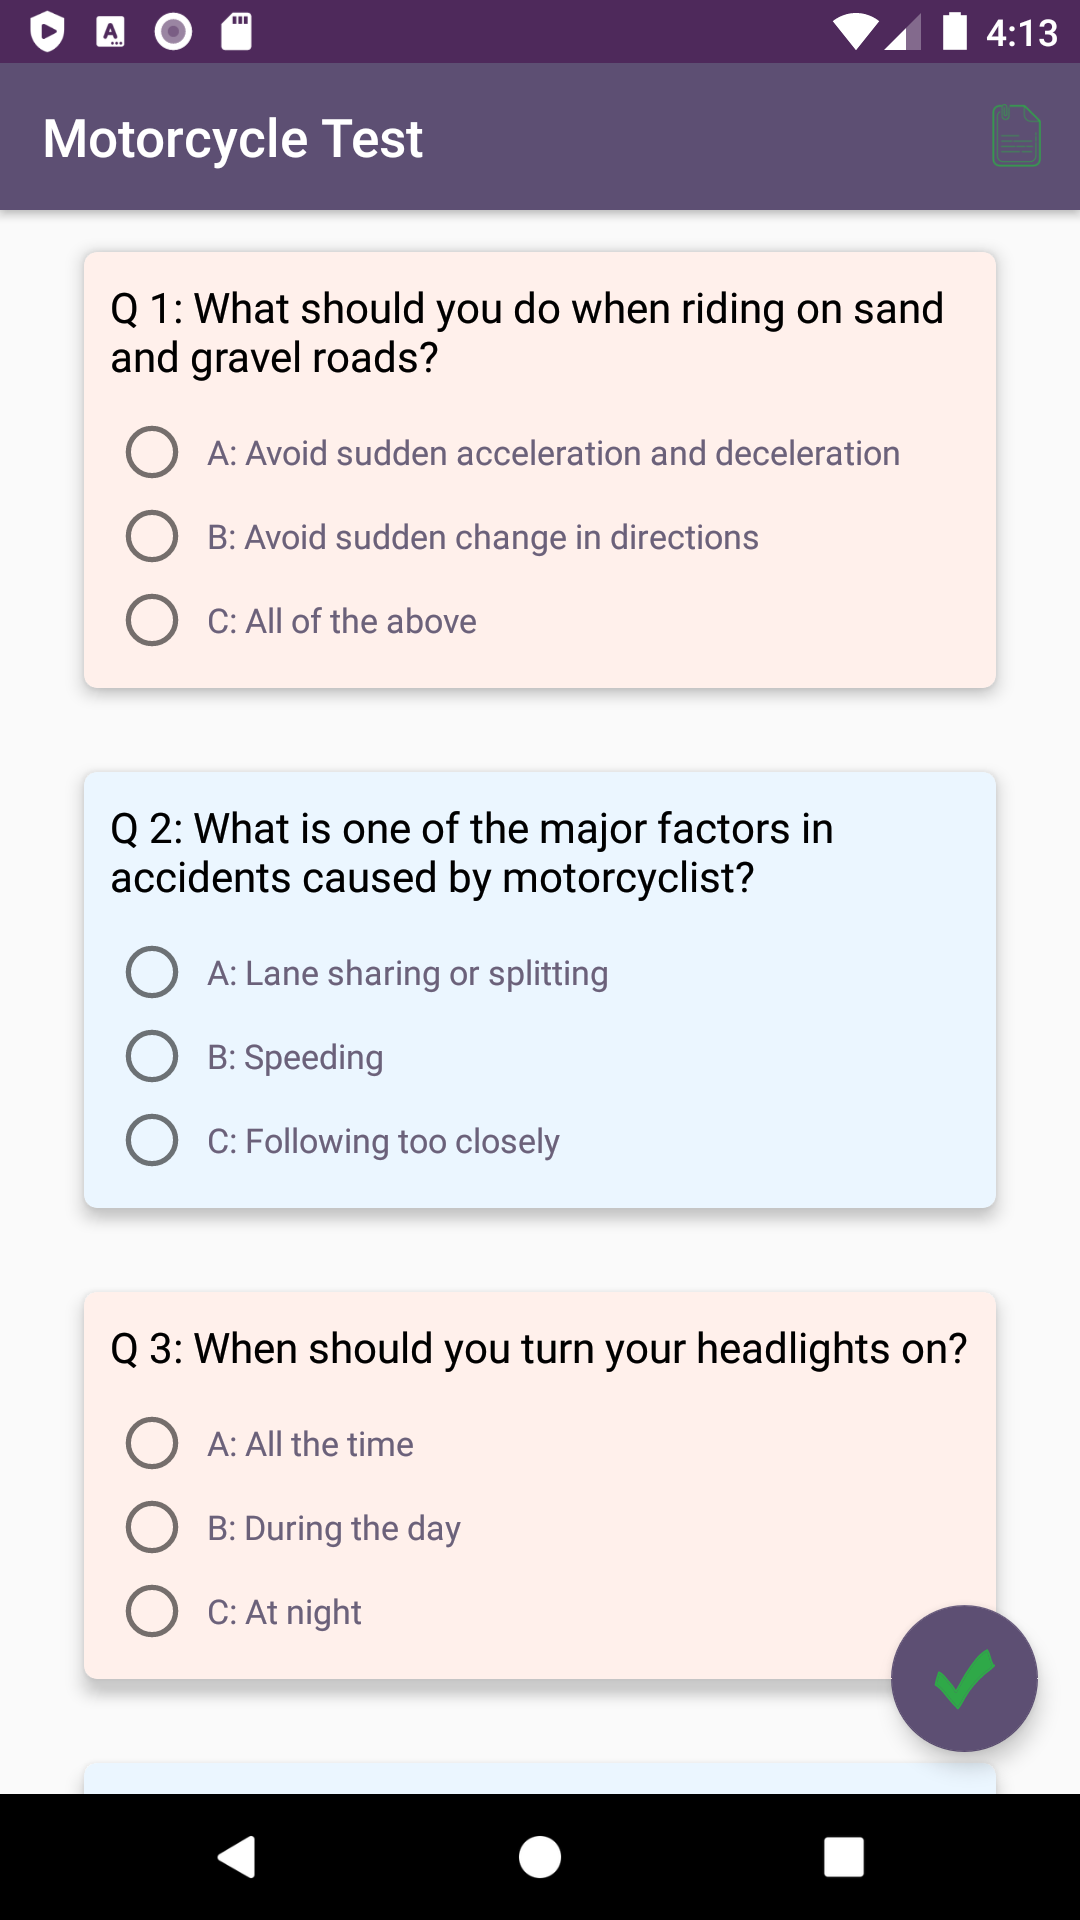 4:13
Motorcycle Test
Q 1: What should you do when riding on sand
and gravel roads?
A: Avoid sudden acceleration and deceleration
B: Avoid sudden change in directions
C: All of the above
Q 2: What is one of the major factors in
accidents caused by motorcyclist?
A: Lane sharing or splitting
B: Speeding
C: Following too closely
Q 3: When should you turn your headlights on?
A: All the time
B: During the day
C: At night